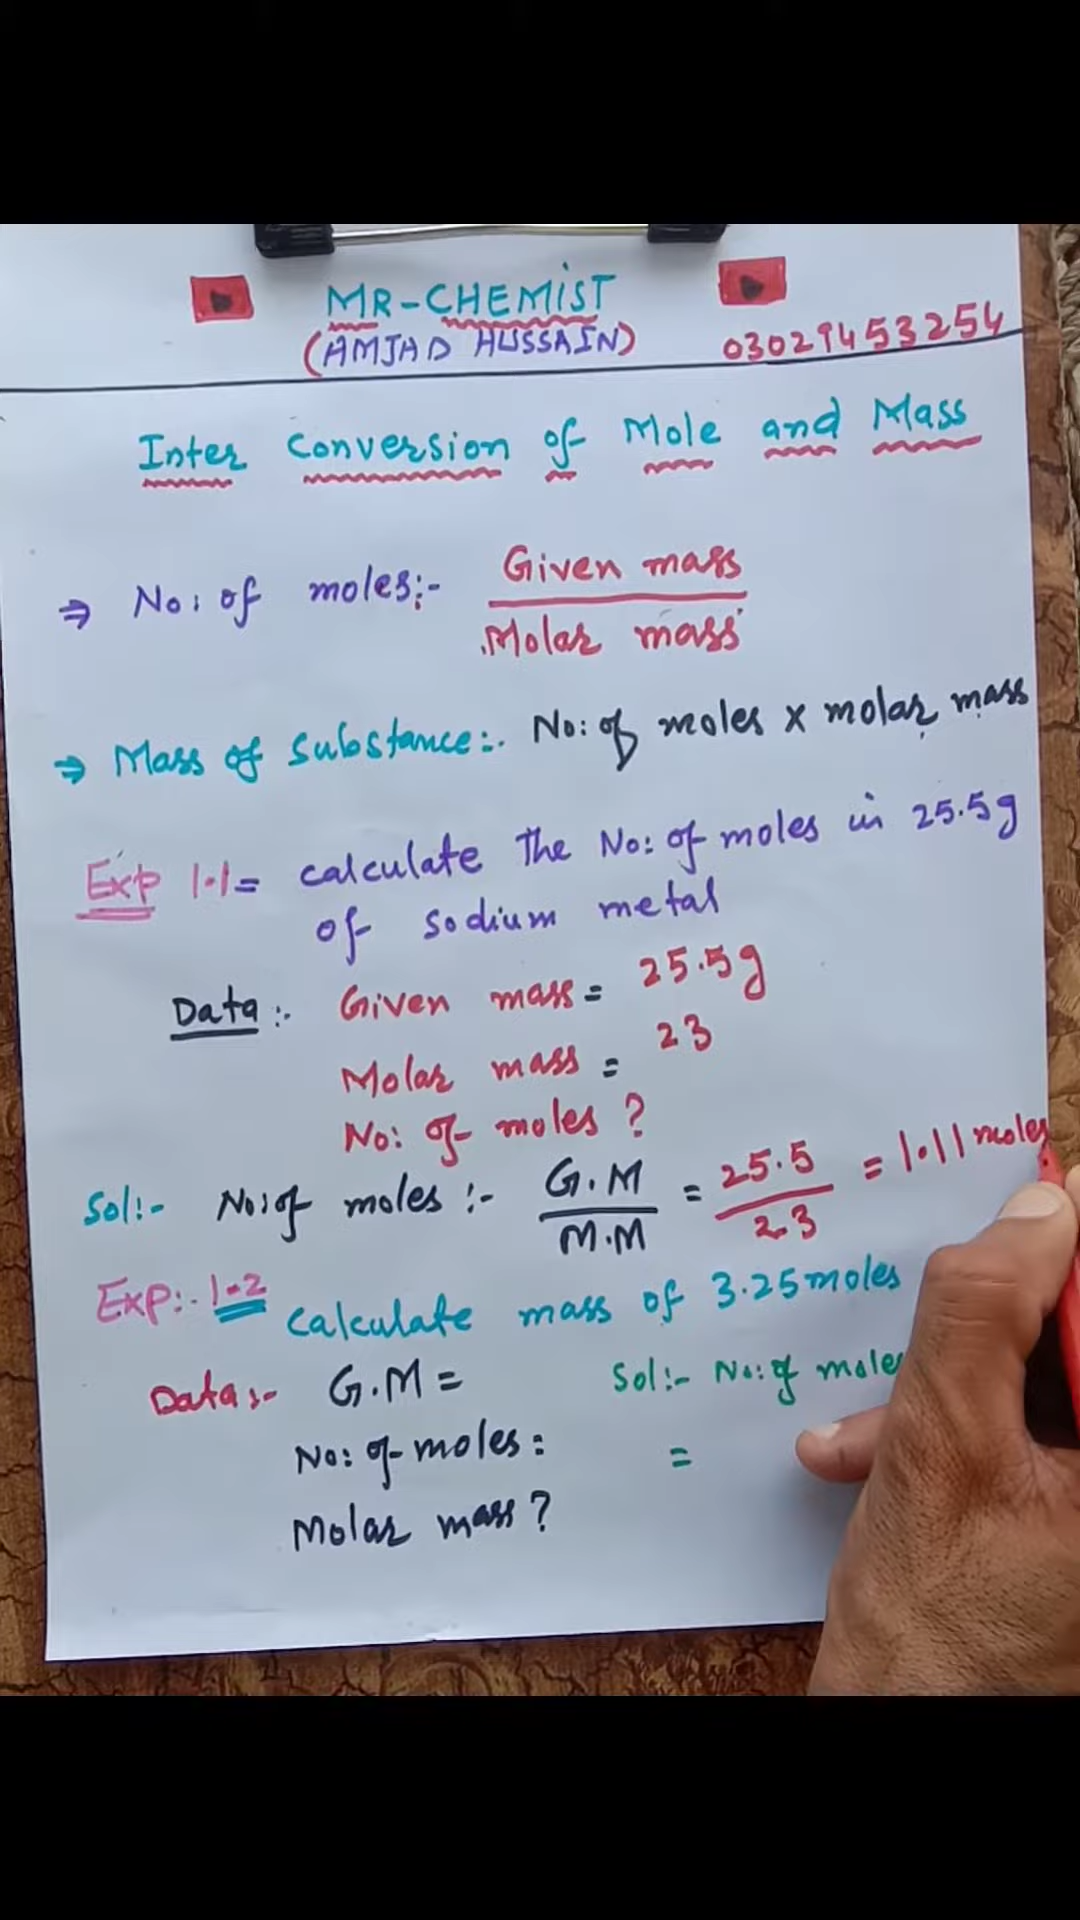 MR-CHEMIST
(AMJAD HUSSAIN) 03029453254
Inter Conversion of Mole and Mass
⇒ No: of moles:- Given mass / Molar mass
⇒ Mass of Substance:. No: of moles x molar mass
Exp 1.1= calculate The No: of moles in 25.5g
of sodium metal
Data:. Given mass = 25.5g
Molar mass = 23
No: of moles ?
Sol:- No: of moles :- G.M / M.M = 25.5 / 23 = 1.11 moles
Exp:. 1.2 Calculate mass of 3.25 moles
Data:- G.M = Sol:- No: of moles
No: of moles: =
Molar mass ?